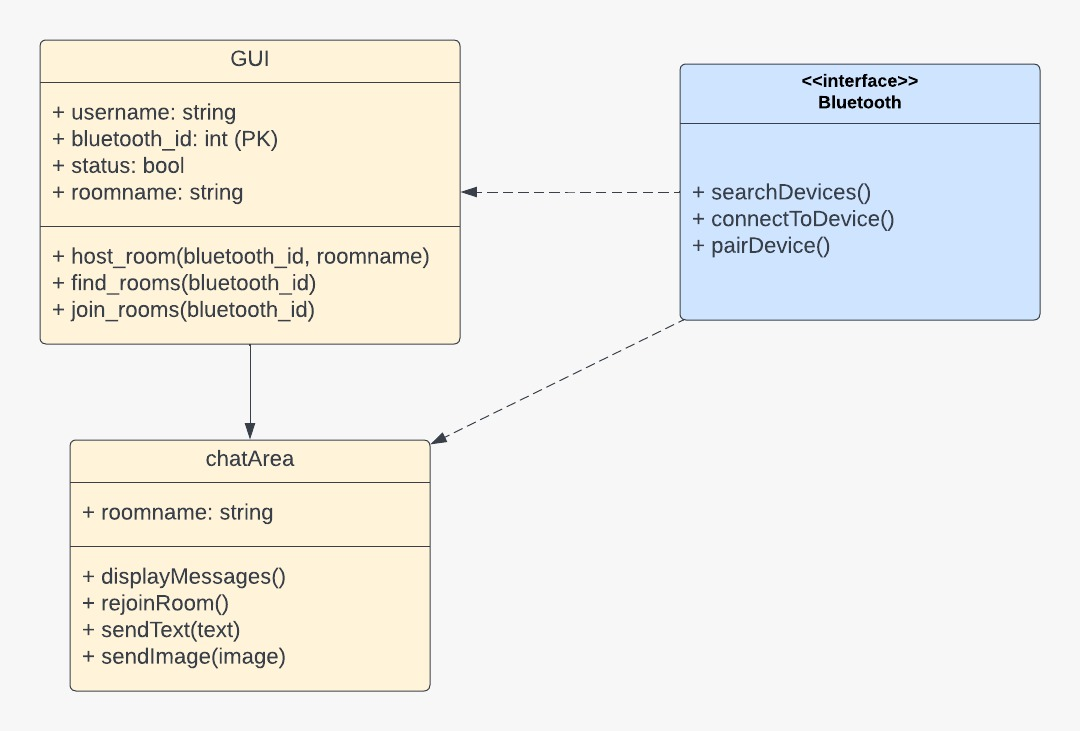 GUI
+ username: string
+ bluetooth_id: int (PK)
+ status: bool
+ roomname: string
+ host_room(bluetooth_id, roomname)
+ find_rooms(bluetooth_id)
+ join_rooms(bluetooth_id)
<<interface>>
Bluetooth
+ searchDevices()
+ connectToDevice()
+ pairDevice()
chatArea
+ roomname: string
+ displayMessages()
+ rejoinRoom()
+ sendText(text)
+ sendImage(image)